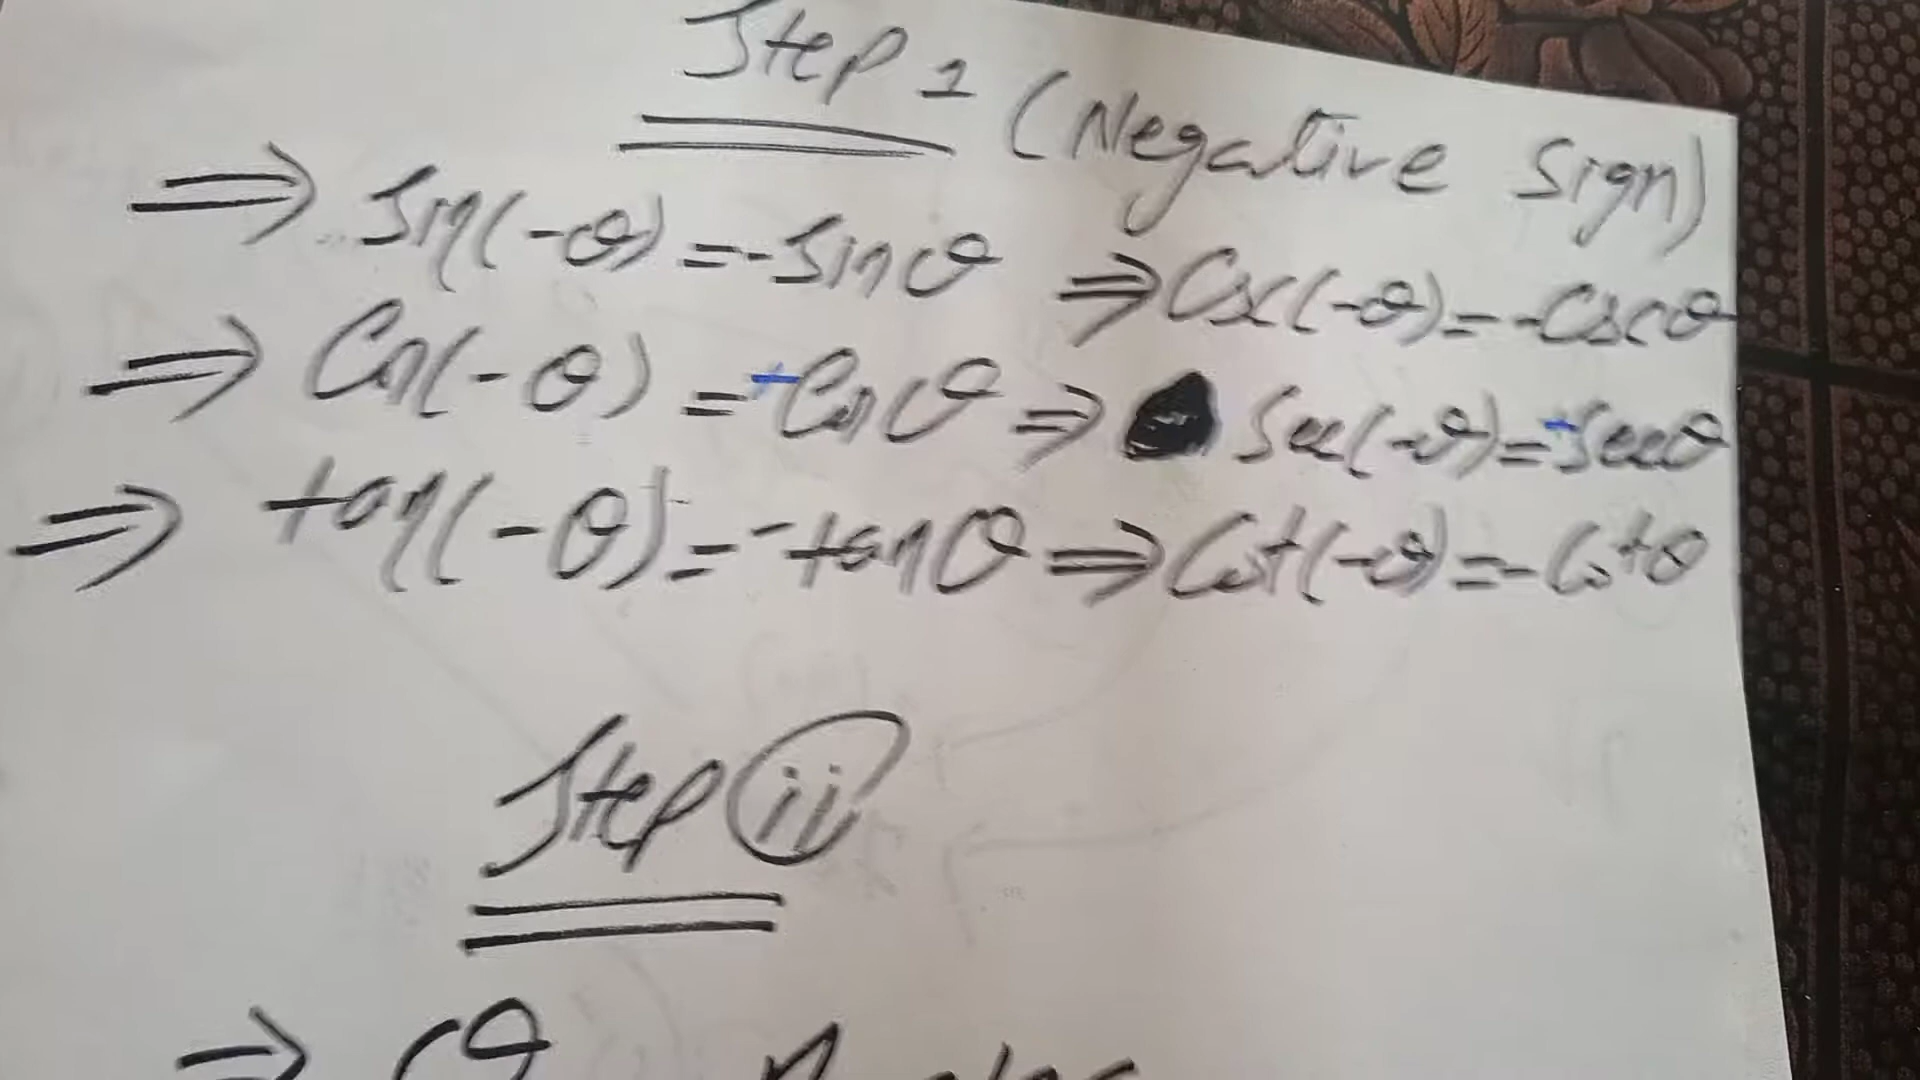 Step 1 (Negative Sign)
⇒ Sin(-θ) = -Sinθ ⇒ Csc(-θ) = -Cscθ
⇒ Cos(-θ) = -Cosθ ⇒ Sec(-θ) = -Secθ
⇒ tan(-θ) = -tanθ ⇒ Cot(-θ) = -Cotθ
Step (ii)